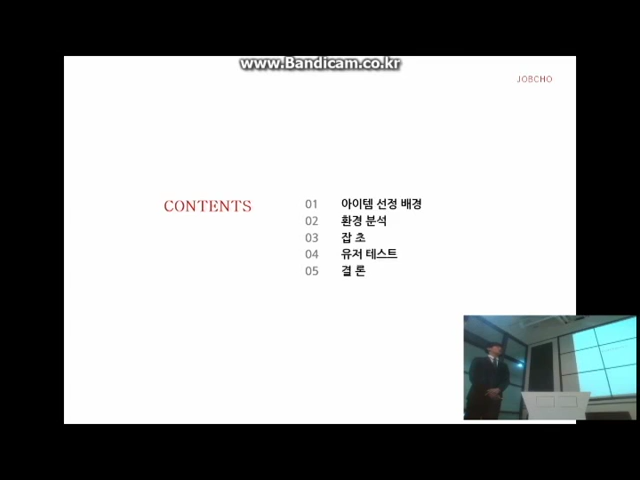 www.Bandicam.co.kr
JOBCHO
CONTENTS
01 아이템 선정 배경
02 환경 분석
03 잡 초
04 유저 테스트
05 결 론